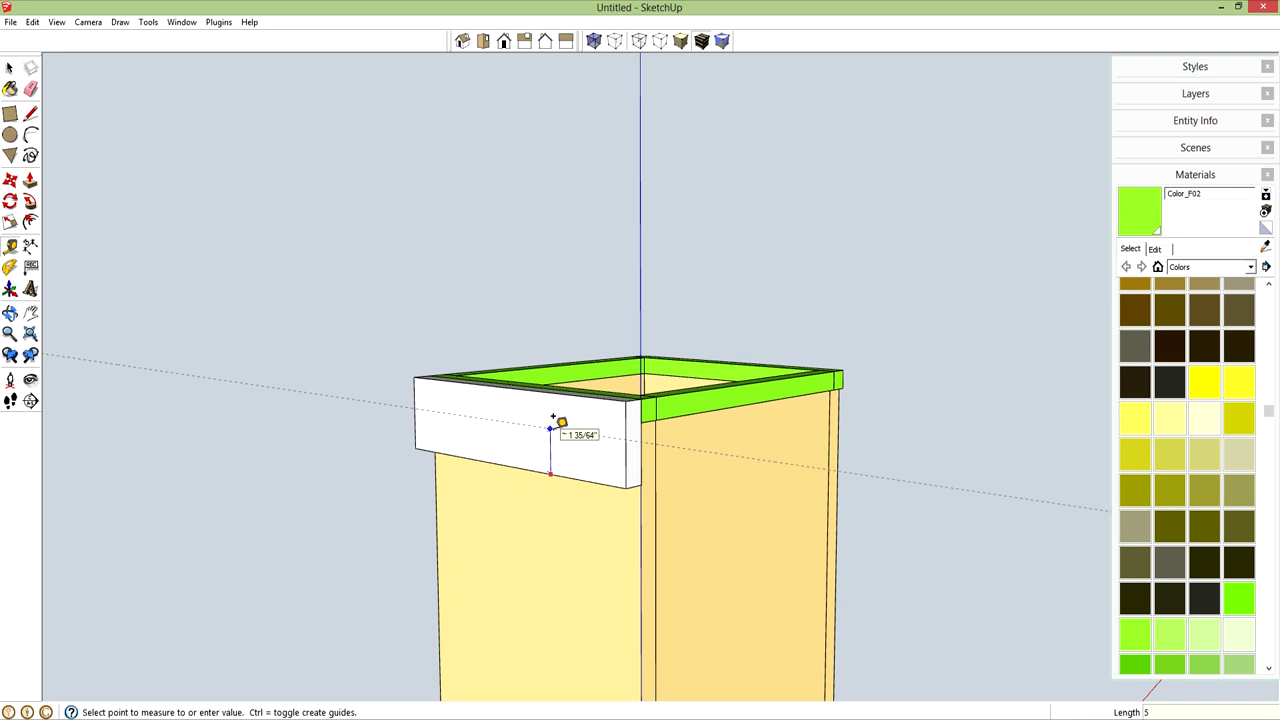 Untitled - SketchUp
File Edit View Camera Draw Tools Window Plugins Help
Styles
Layers
Entity Info
Scenes
Materials
Color_F02
Select Edit
Colors
~ 1 35/64"
Select point to measure to or enter value. Ctrl = toggle create guides.
Length 5